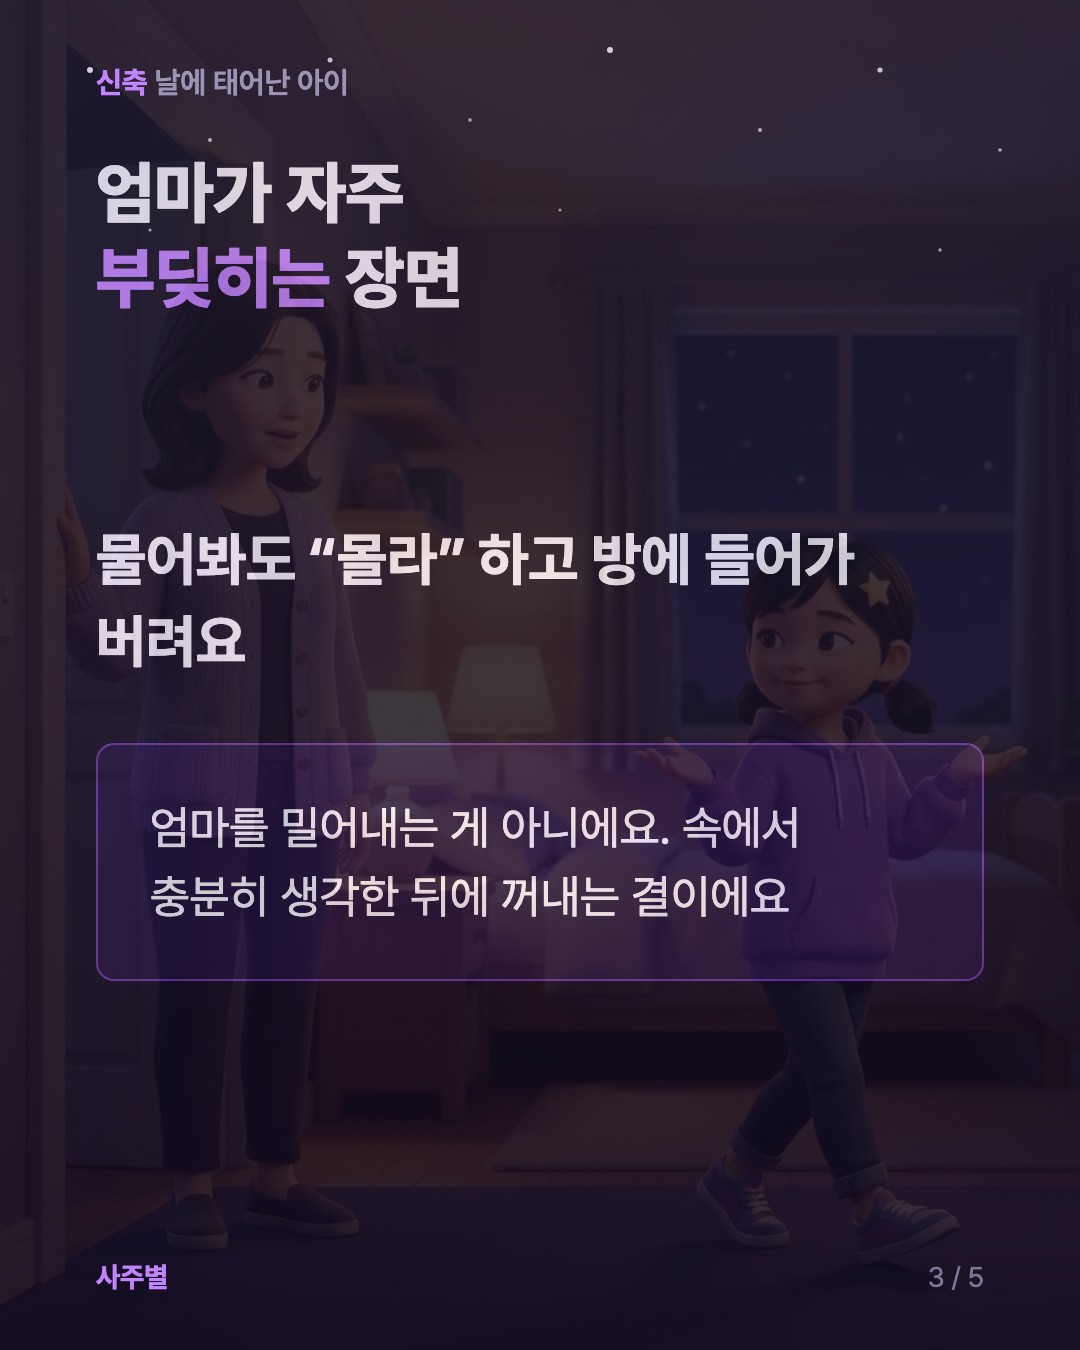 신축 날에 태어난 아이
엄마가 자주
부딪히는 장면
물어봐도 “몰라” 하고 방에 들어가
버려요
엄마를 밀어내는 게 아니에요. 속에서
충분히 생각한 뒤에 꺼내는 결이에요
사주별
3 / 5